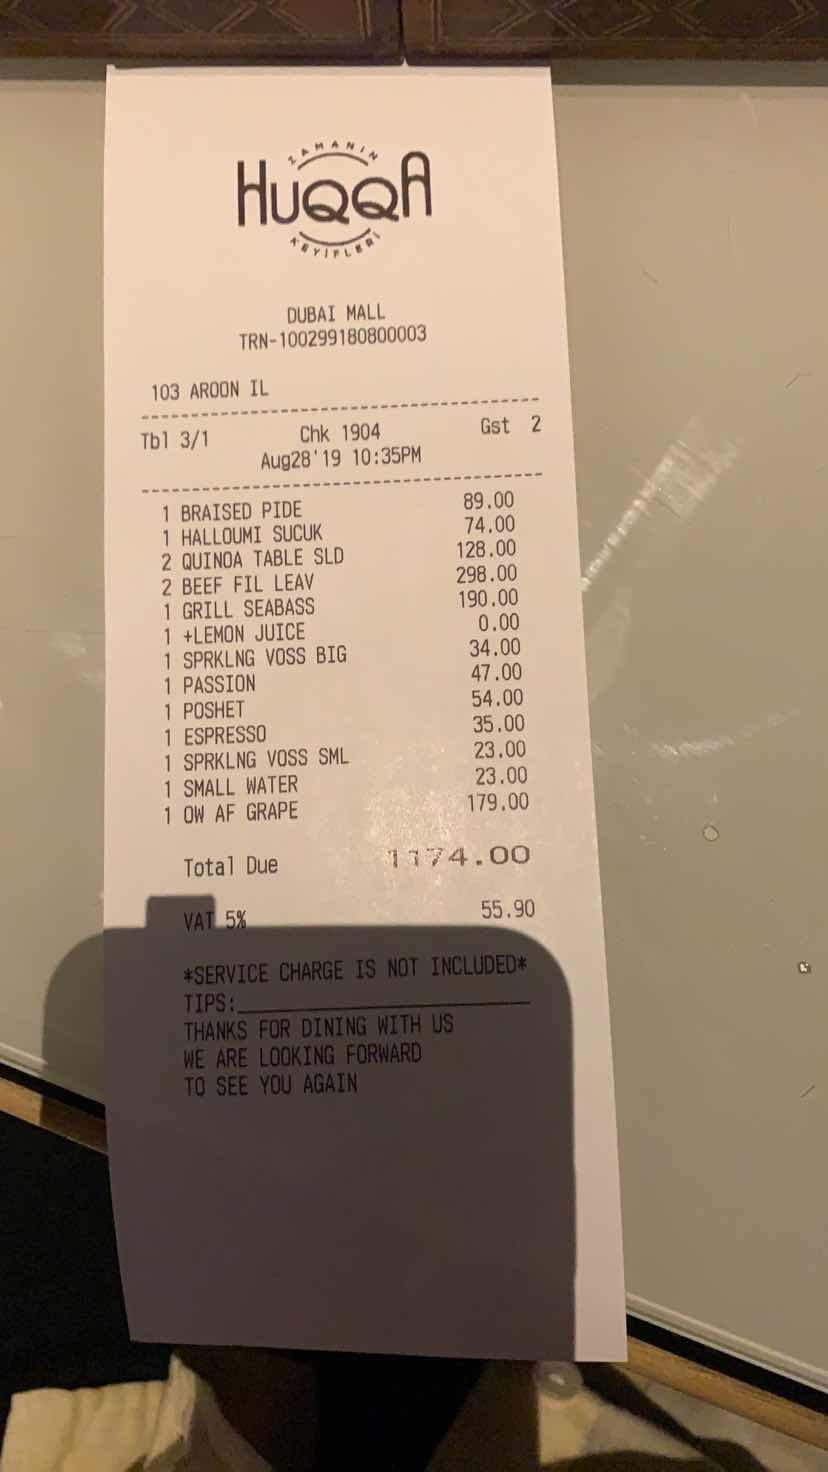 ZAMANIN
HUQQA
KEYİFLERİ
DUBAI MALL
TRN-100299180800003
103 AROON IL
Tbl 3/1 Chk 1904 Gst 2
Aug28'19 10:35PM
1 BRAISED PIDE 89.00
1 HALLOUMI SUCUK 74.00
2 QUINOA TABLE SLD 128.00
2 BEEF FIL LEAV 298.00
1 GRILL SEABASS 190.00
1 +LEMON JUICE 0.00
1 SPRKLNG VOSS BIG 34.00
1 PASSION 47.00
1 POSHET 54.00
1 ESPRESSO 35.00
1 SPRKLNG VOSS SML 23.00
1 SMALL WATER 23.00
1 OW AF GRAPE 179.00
Total Due 1174.00
VAT 5% 55.90
*SERVICE CHARGE IS NOT INCLUDED*
TIPS:
THANKS FOR DINING WITH US
WE ARE LOOKING FORWARD
TO SEE YOU AGAIN